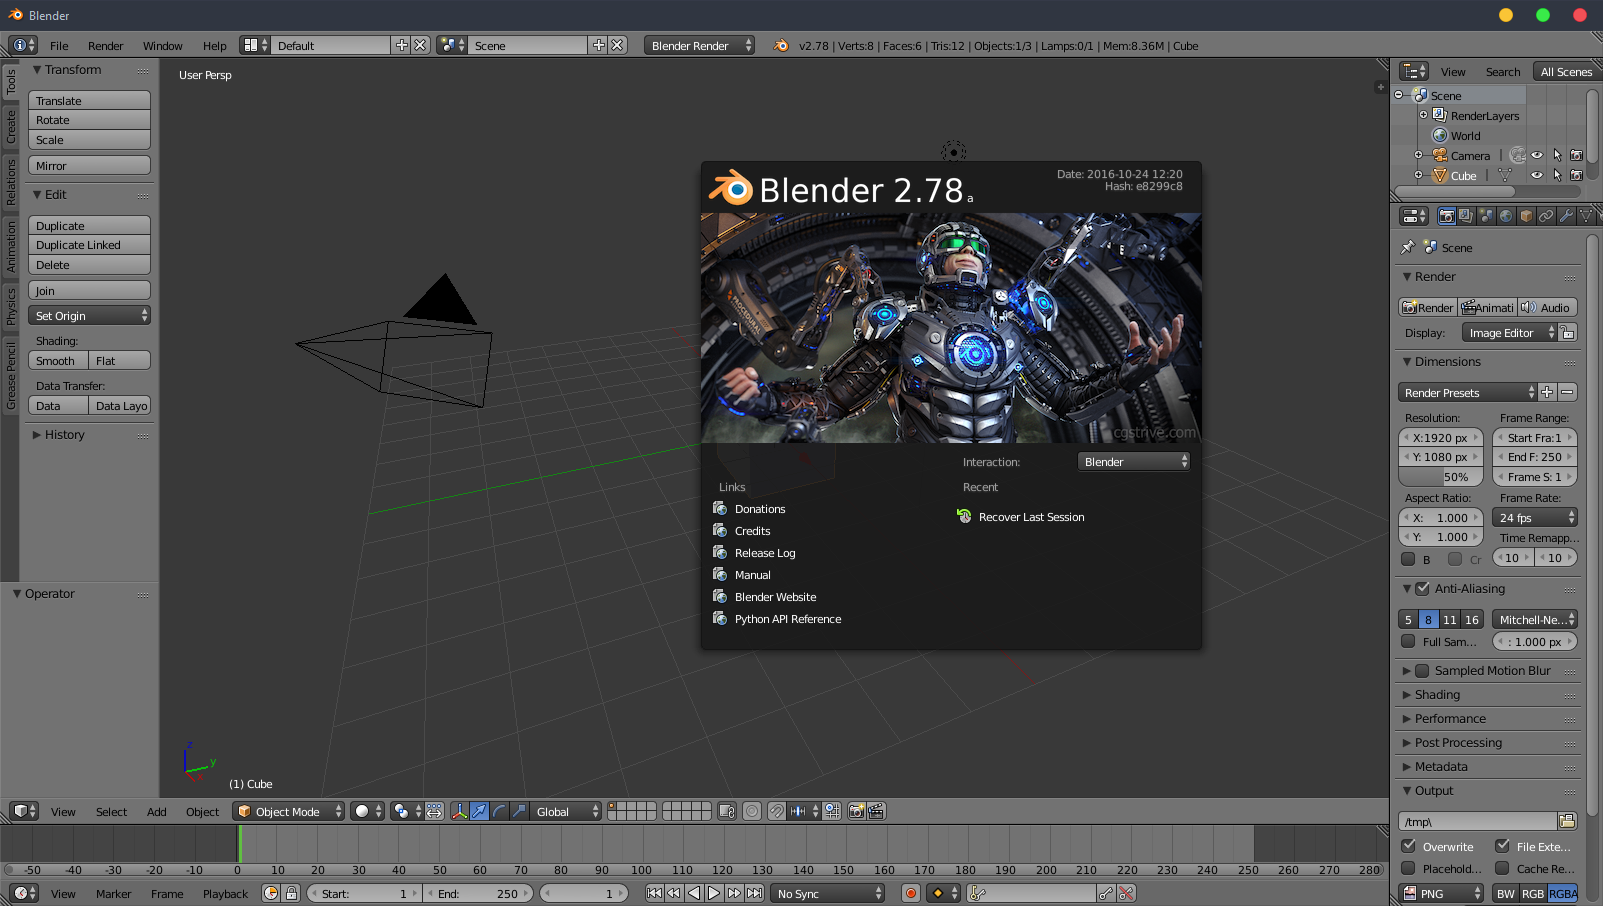 Blender
File Render Window Help Default Scene Blender Render v2.78 | Verts:8 | Faces:6 | Tris:12 | Objects:1/3 | Lamps:0/1 | Mem:8.36M | Cube
Tools
Create
Relations
Animation
Physics
Grease Pencil
Transform
Translate
Rotate
Scale
Mirror
Edit
Duplicate
Duplicate Linked
Delete
Join
Set Origin
Shading:
Smooth Flat
Data Transfer:
Data Data Layo
History
Operator
User Persp
Blender 2.78 a
Date: 2016-10-24 12:20
Hash: e8299c8
cgstrive.com
Interaction: Blender
Links
Donations
Credits
Release Log
Manual
Blender Website
Python API Reference
Recent
Recover Last Session
z
y
x
(1) Cube
View Search All Scenes
Scene
RenderLayers
World
Camera
Cube
Scene
Render
Render Animati Audio
Display: Image Editor
Dimensions
Render Presets
Resolution: Frame Range:
X:1920 px Start Fra:1
Y: 1080 px End F: 250
50% Frame S: 1
Aspect Ratio: Frame Rate:
X: 1.000 24 fps
Y: 1.000 Time Remapp...
B Cr 10 10
Anti-Aliasing
5 8 11 16 Mitchell-Ne...
Full Sam... : 1.000 px
Sampled Motion Blur
Shading
Performance
Post Processing
Metadata
Output
/tmp\
Overwrite File Exte...
Placehold... Cache Re...
PNG BW RGB RGBA
View Select Add Object Object Mode Global
-50 -40 -30 -20 -10 0 10 20 30 40 50 60 70 80 90 100 110 120 130 140 150 160 170 180 190 200 210 220 230 240 250 260 270 280
View Marker Frame Playback Start: 1 End: 250 1 No Sync